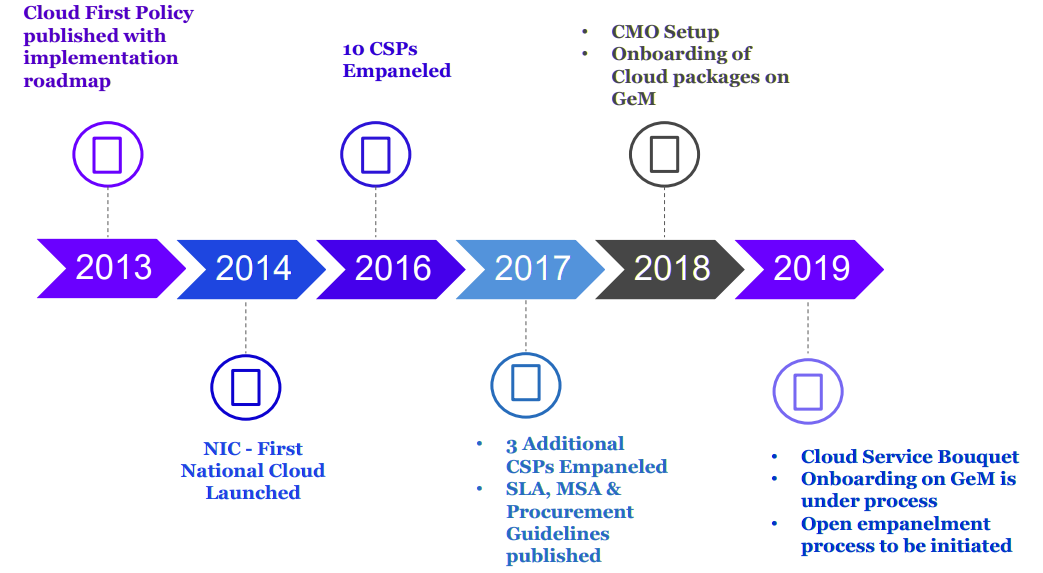 Cloud First Policy
published with
implementation
roadmap
10 CSPs
Empaneled
• CMO Setup
• Onboarding of
Cloud packages on
GeM
2013
2014
2016
2017
2018
2019
NIC - First
National Cloud
Launched
• 3 Additional
CSPs Empaneled
• SLA, MSA &
Procurement
Guidelines
published
• Cloud Service Bouquet
• Onboarding on GeM is
under process
• Open empanelment
process to be initiated